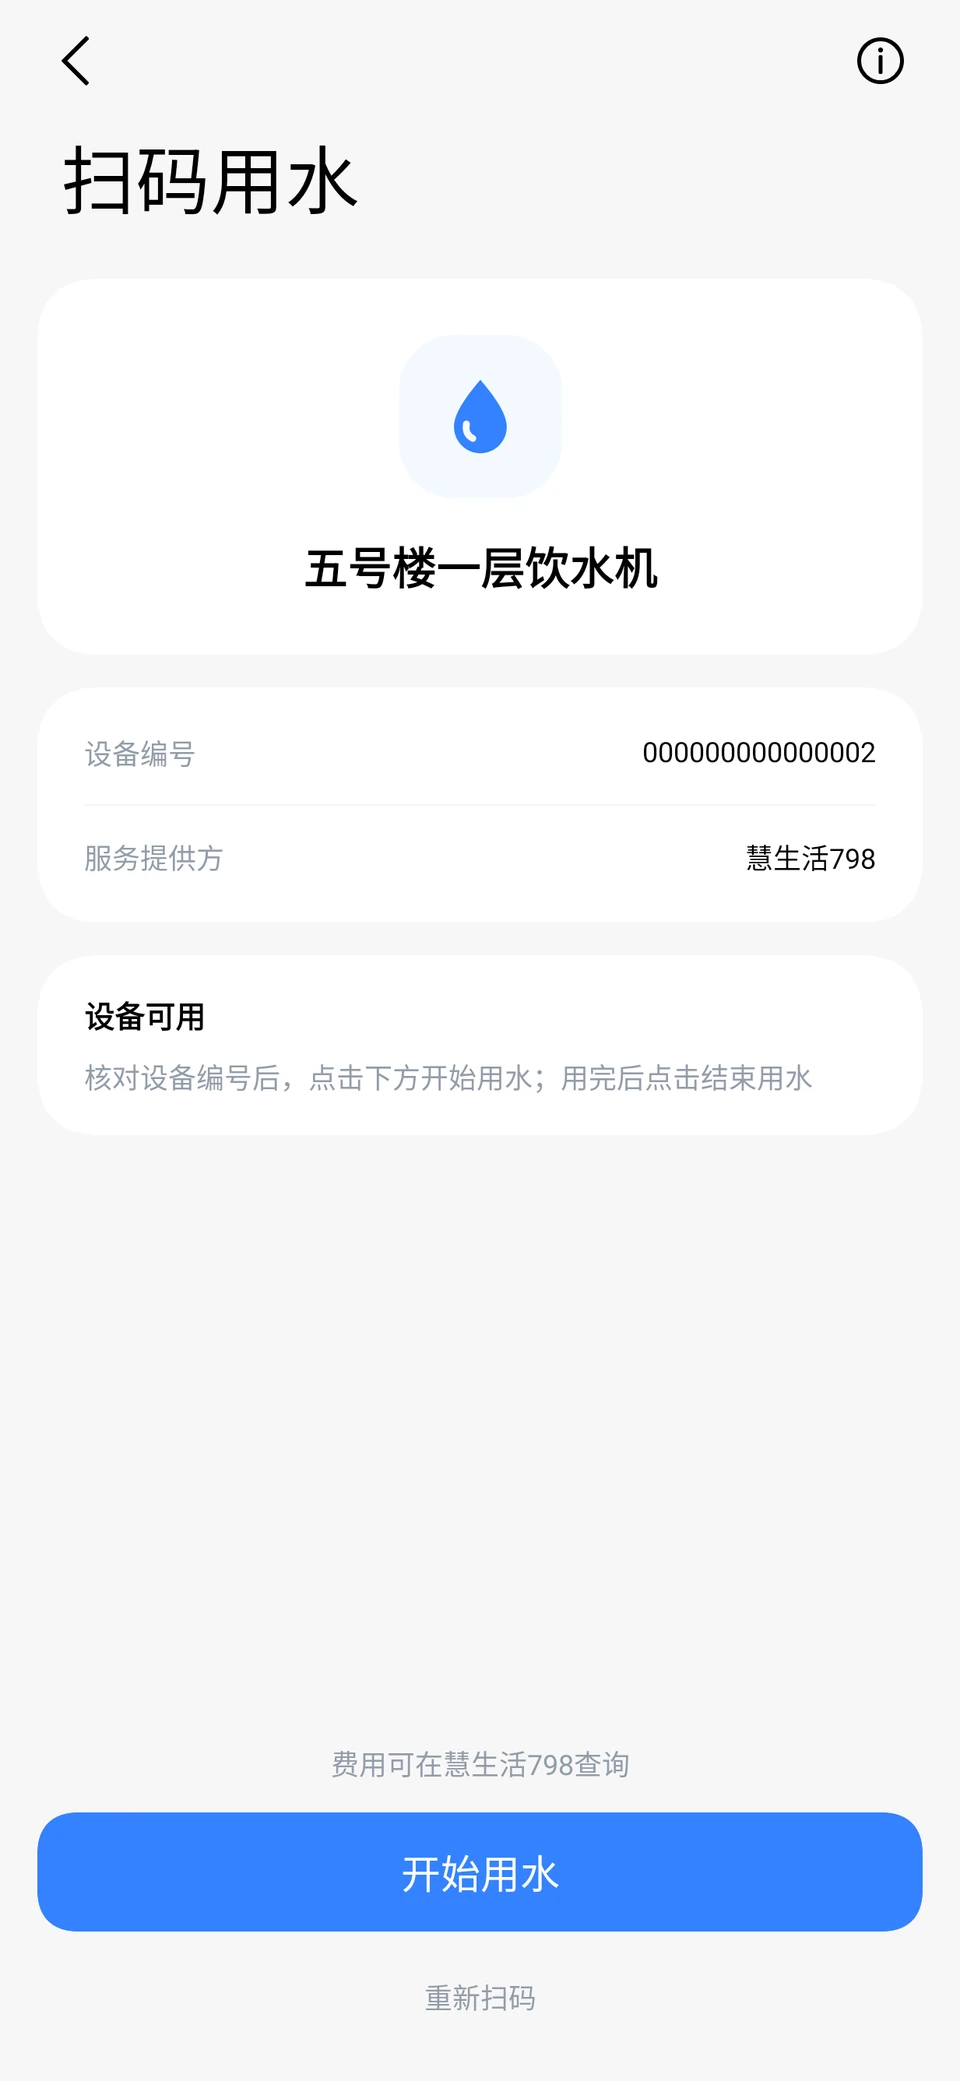 扫码用水
五号楼一层饮水机
设备编号 000000000000002
服务提供方 慧生活798
设备可用
核对设备编号后，点击下方开始用水；用完后点击结束用水
费用可在慧生活798查询
开始用水
重新扫码